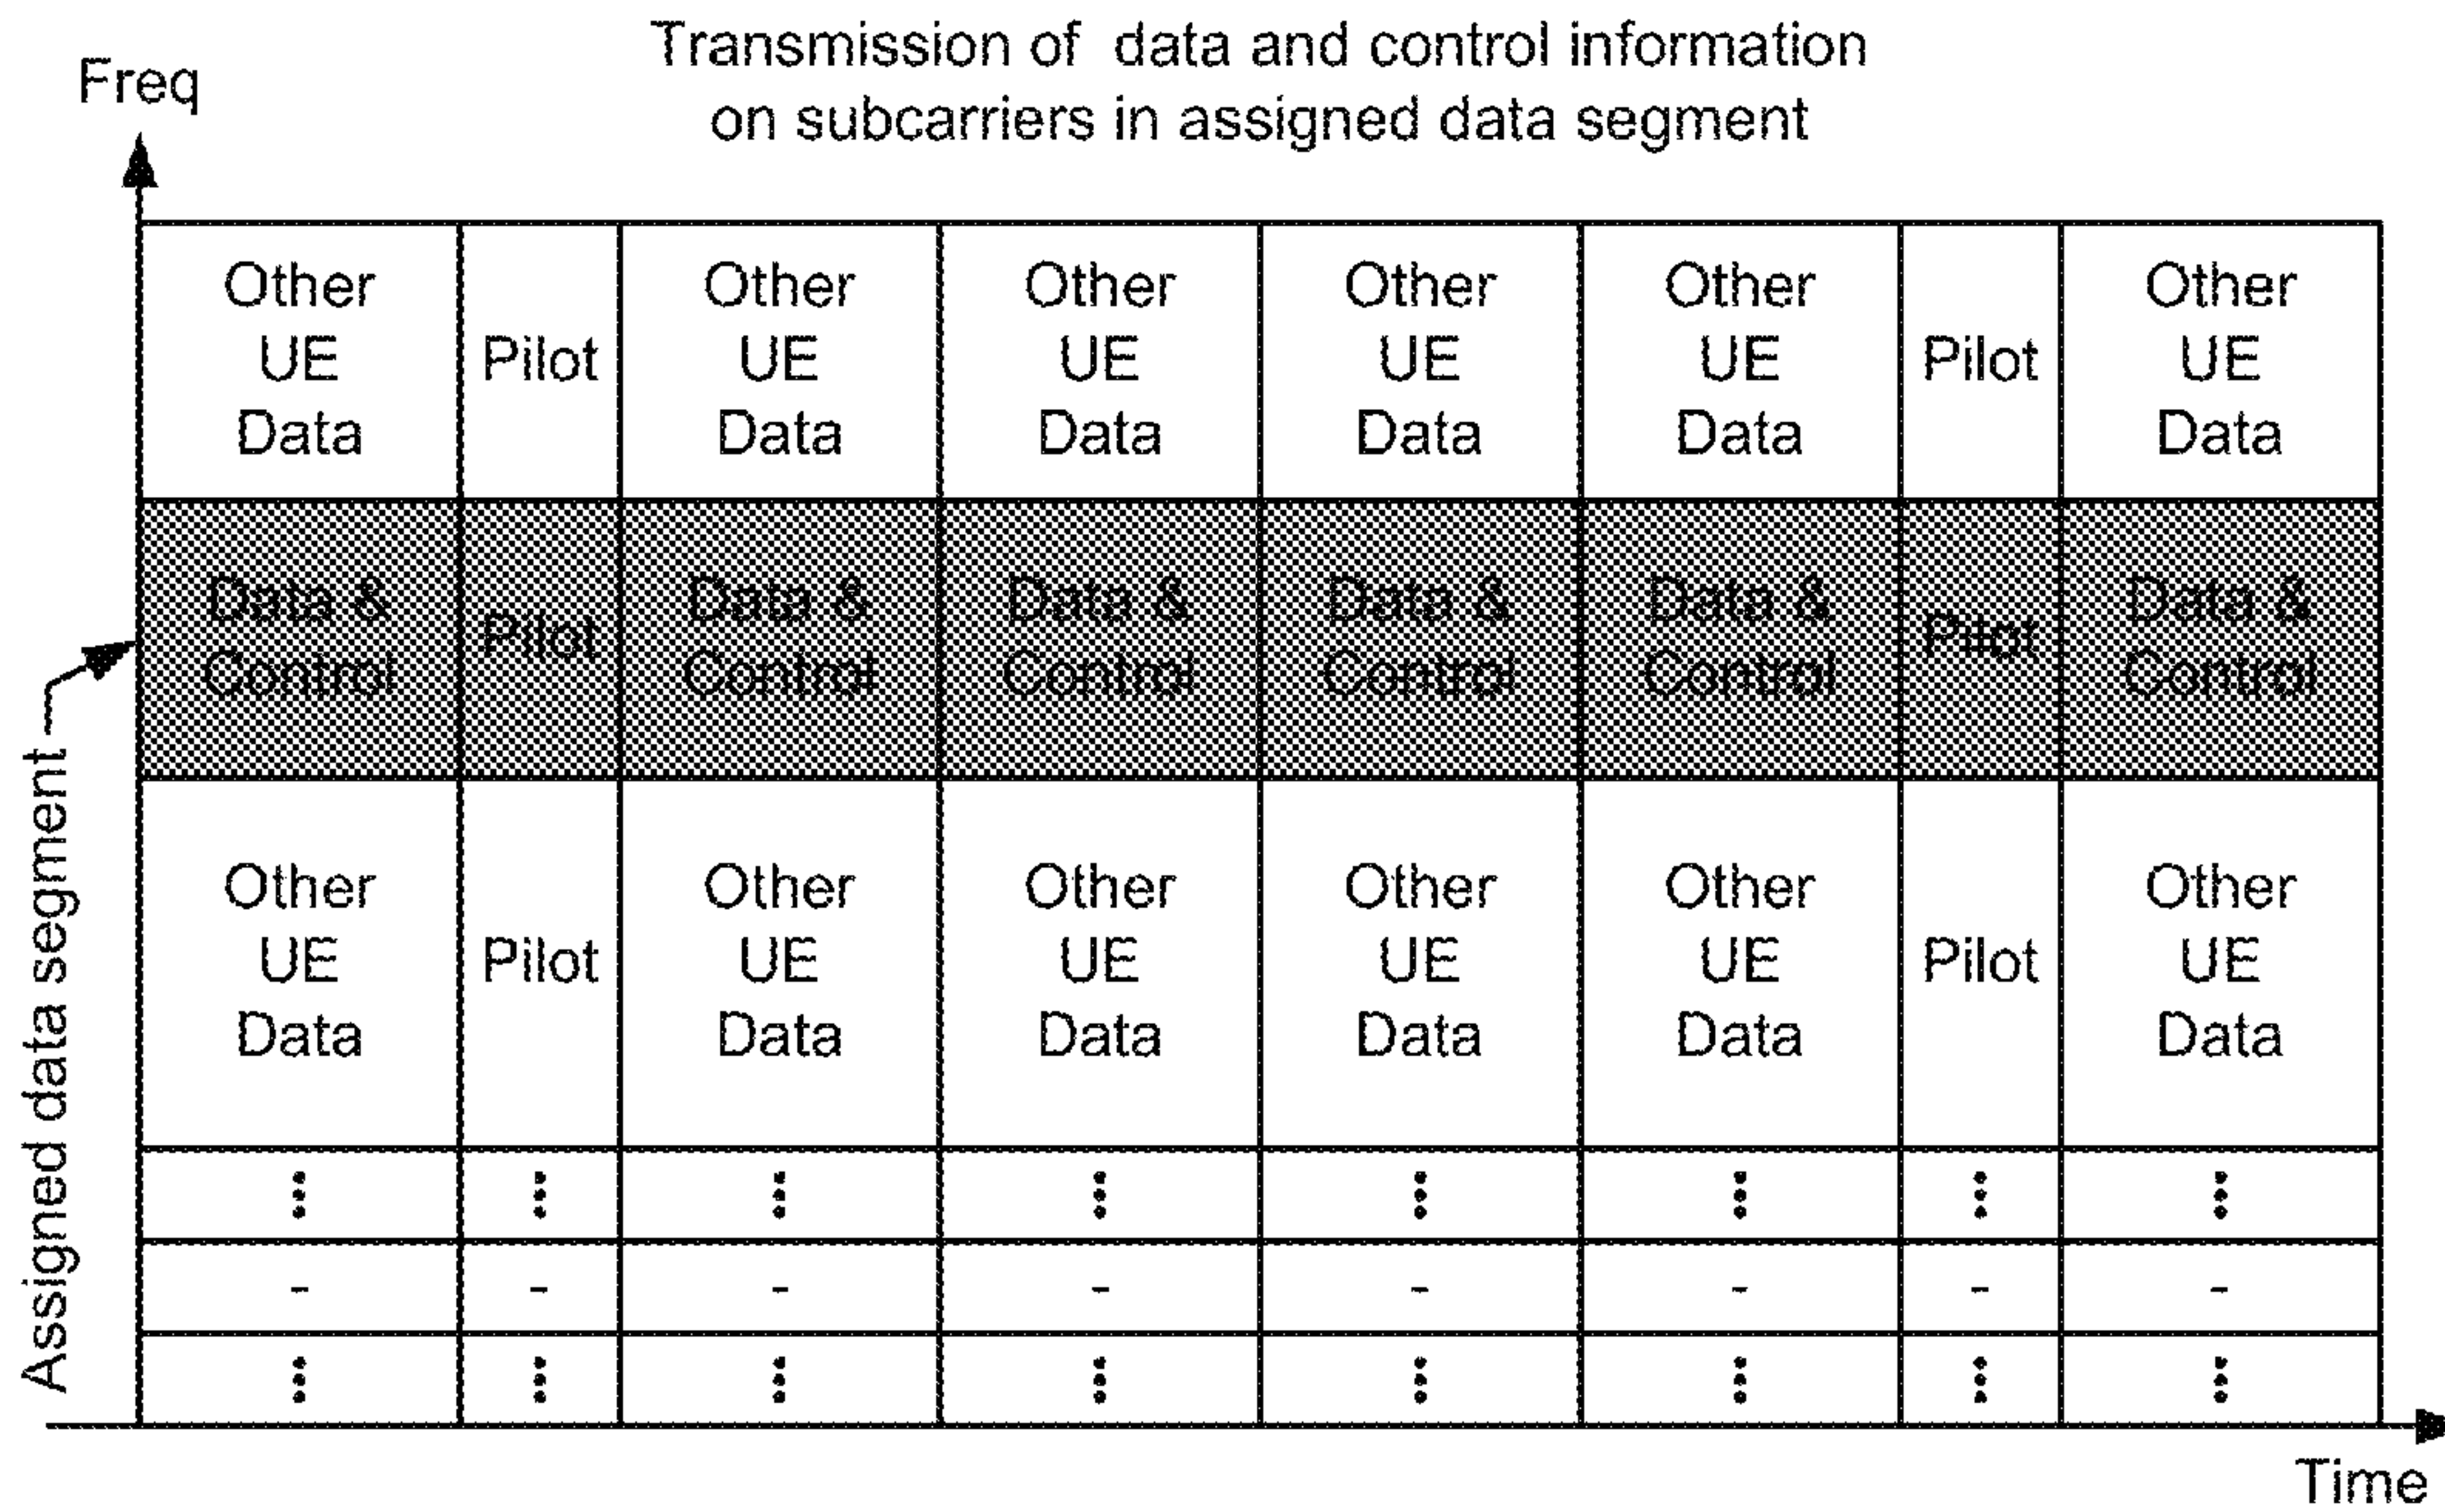 Transmission of data and control information
on subcarriers in assigned data segment
Freq
Other Other Other Other Other Other
UE Pilot UE UE UE UE Pilot UE
Data Data Data Data Data Data
Data & Data & Data & Data & Data & Data &
Pilot Pilot
Control Control Control Control Control Control
Other Other Other Other Other Other
UE Pilot UE UE UE UE Pilot UE
Data Data Data Data Data Data
- - - - - - - -
Assigned data segment
Time